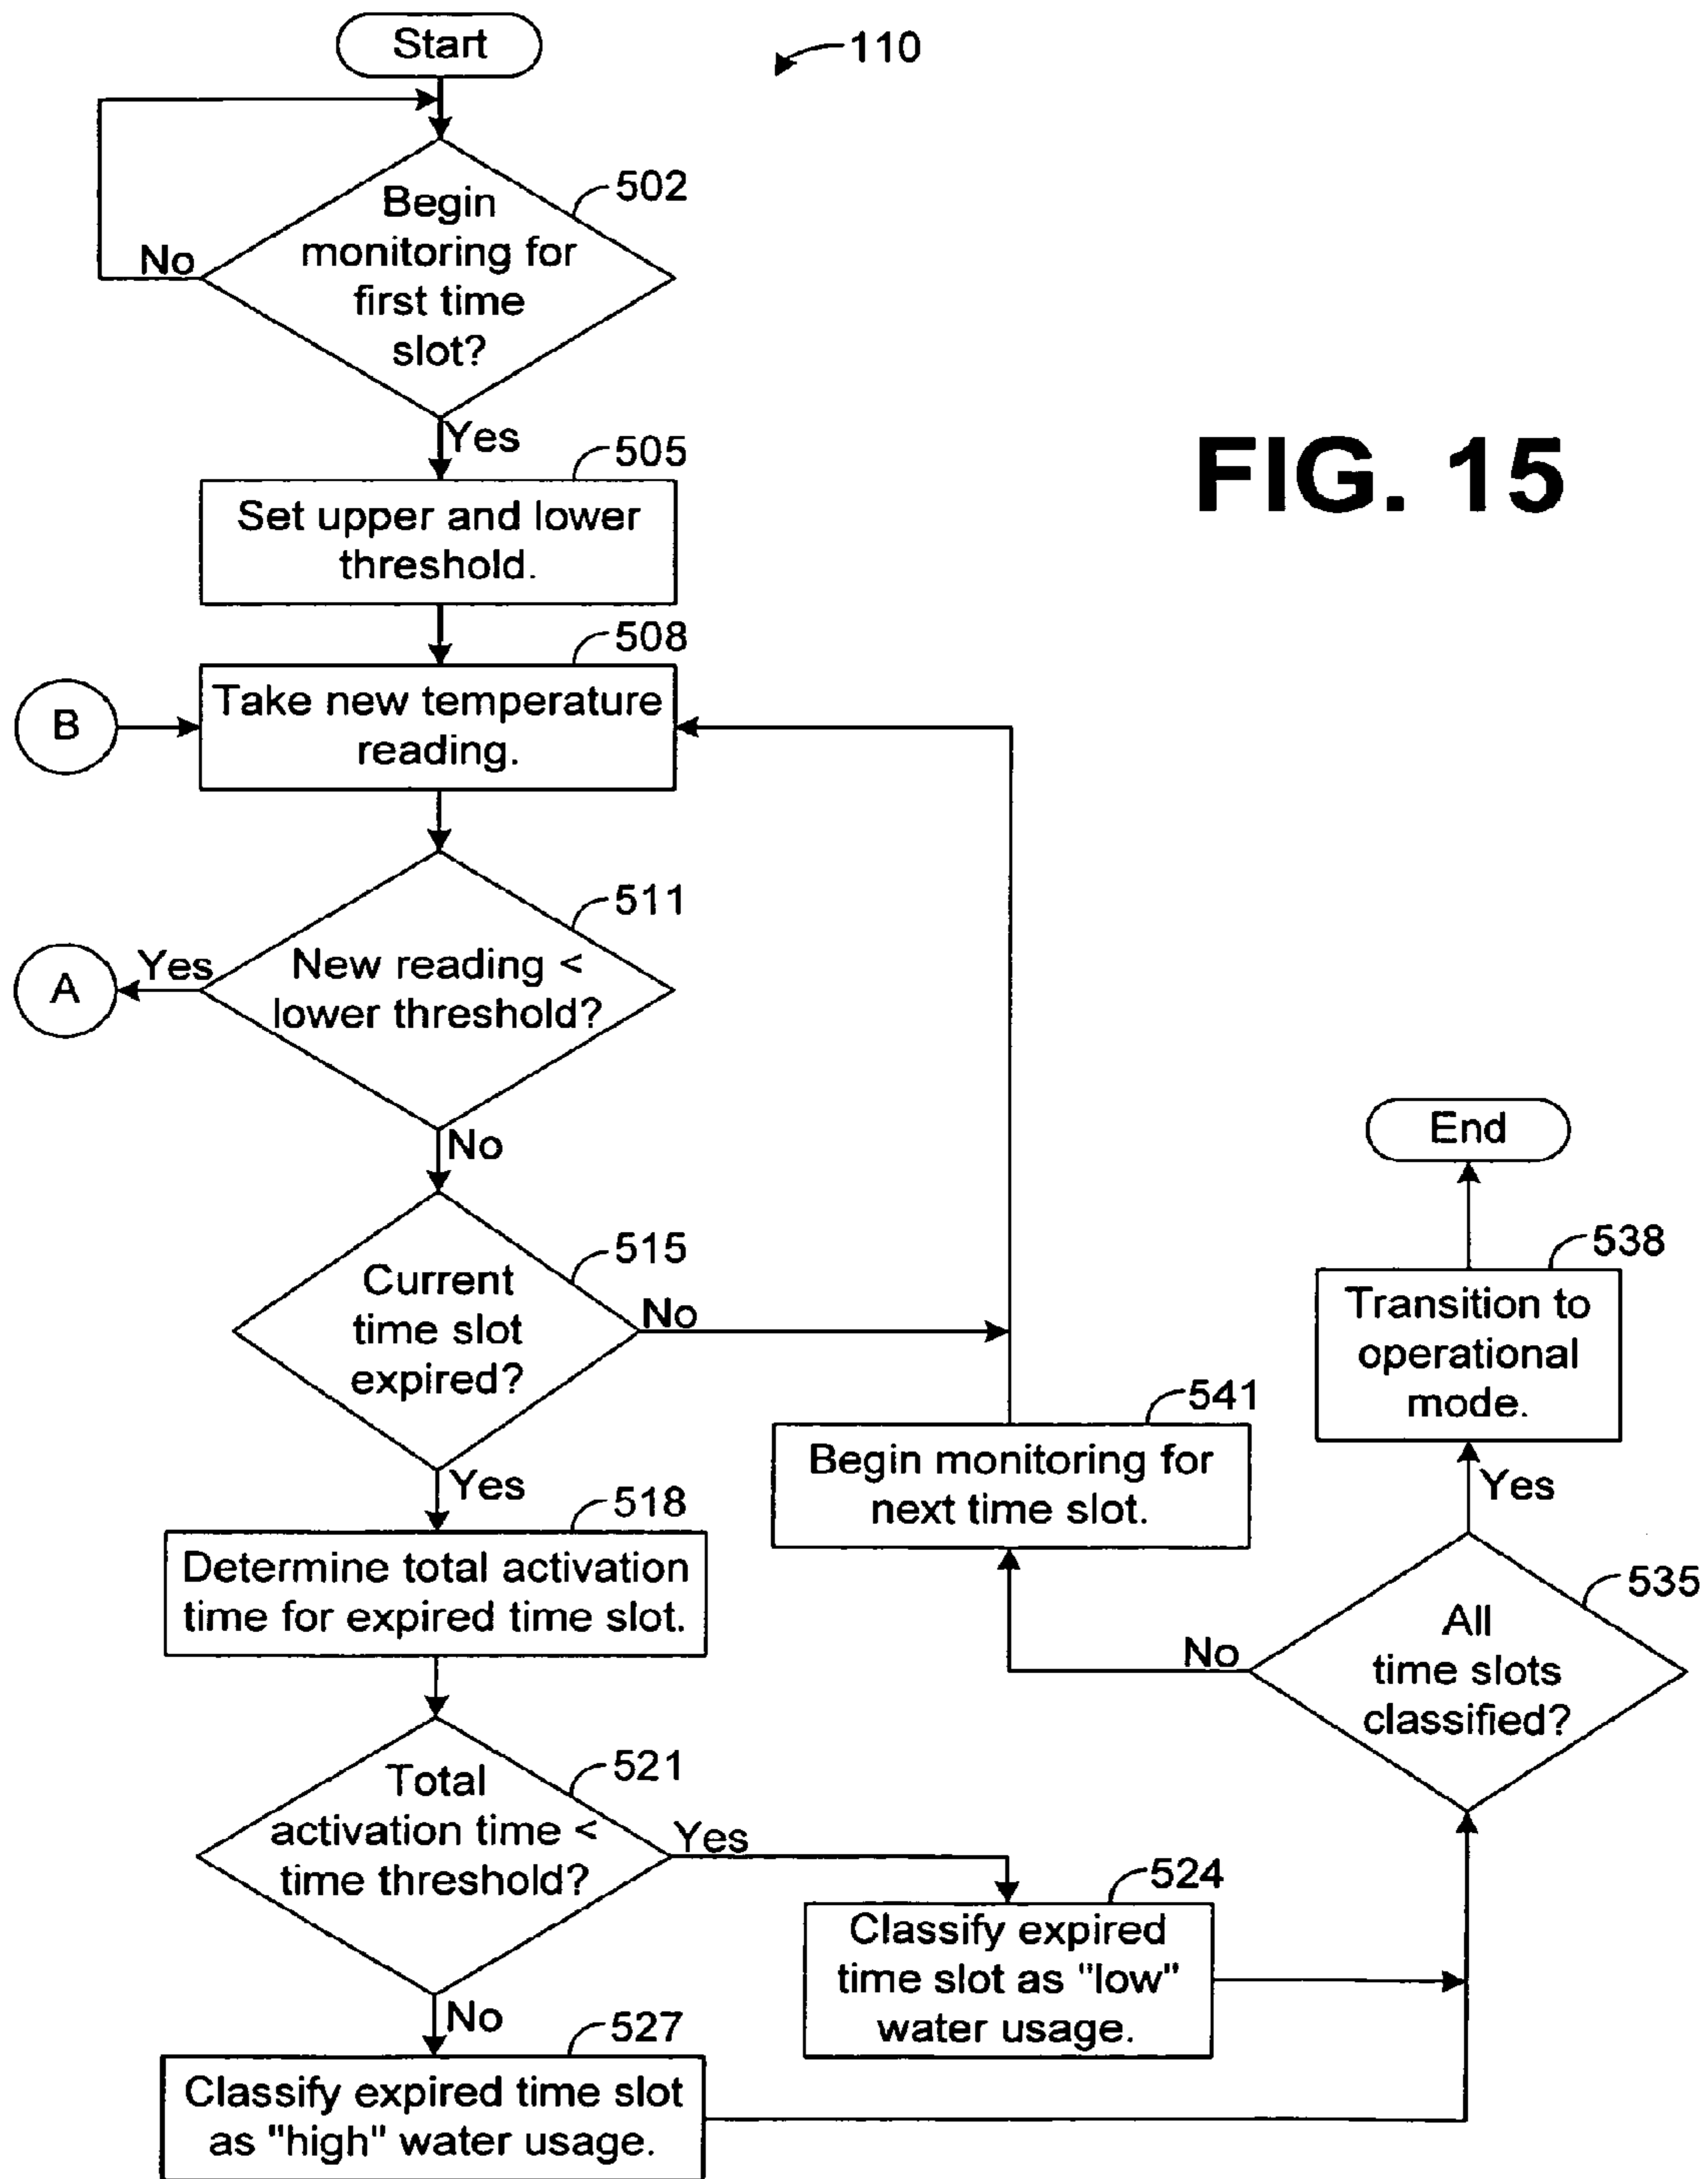 Start
110
Begin
monitoring for
first time
slot?
502
No
Yes
FIG. 15
505
Set upper and lower
threshold.
508
B
Take new temperature
reading.
511
A
Yes
New reading <
lower threshold?
No
515
Current
time slot
expired?
No
Yes
518
Determine total activation
time for expired time slot.
521
Total
activation time <
time threshold?
Yes
No
524
Classify expired
time slot as "low"
water usage.
527
Classify expired time slot
as "high" water usage.
541
Begin monitoring for
next time slot.
End
538
Transition to
operational
mode.
Yes
535
All
time slots
classified?
No